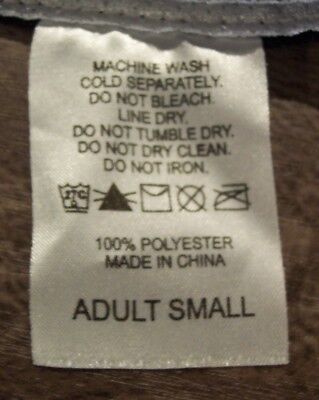 MACHINE WASH
COLD SEPARATELY.
DO NOT BLEACH.
LINE DRY.
DO NOT TUMBLE DRY.
DO NOT DRY CLEAN.
DO NOT IRON.
100% POLYESTER
MADE IN CHINA
ADULT SMALL